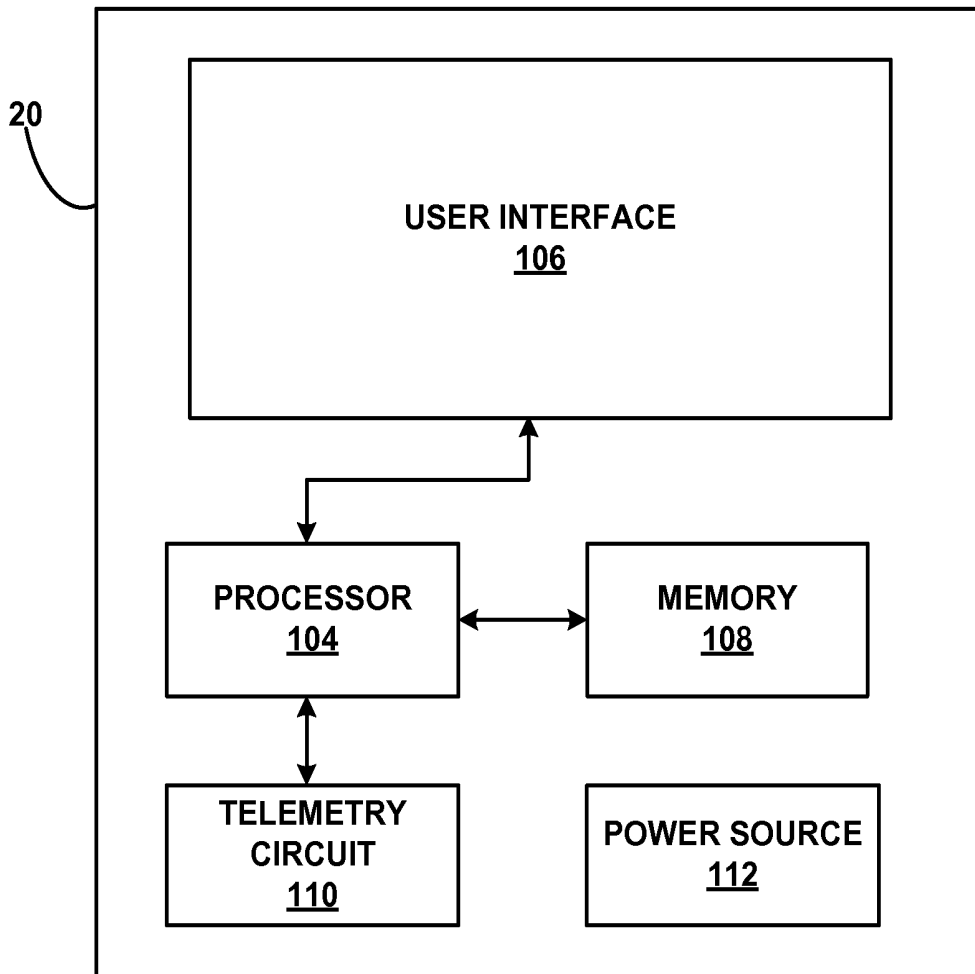 20
USER INTERFACE
106
PROCESSOR
104
MEMORY
108
TELEMETRY
CIRCUIT
110
POWER SOURCE
112